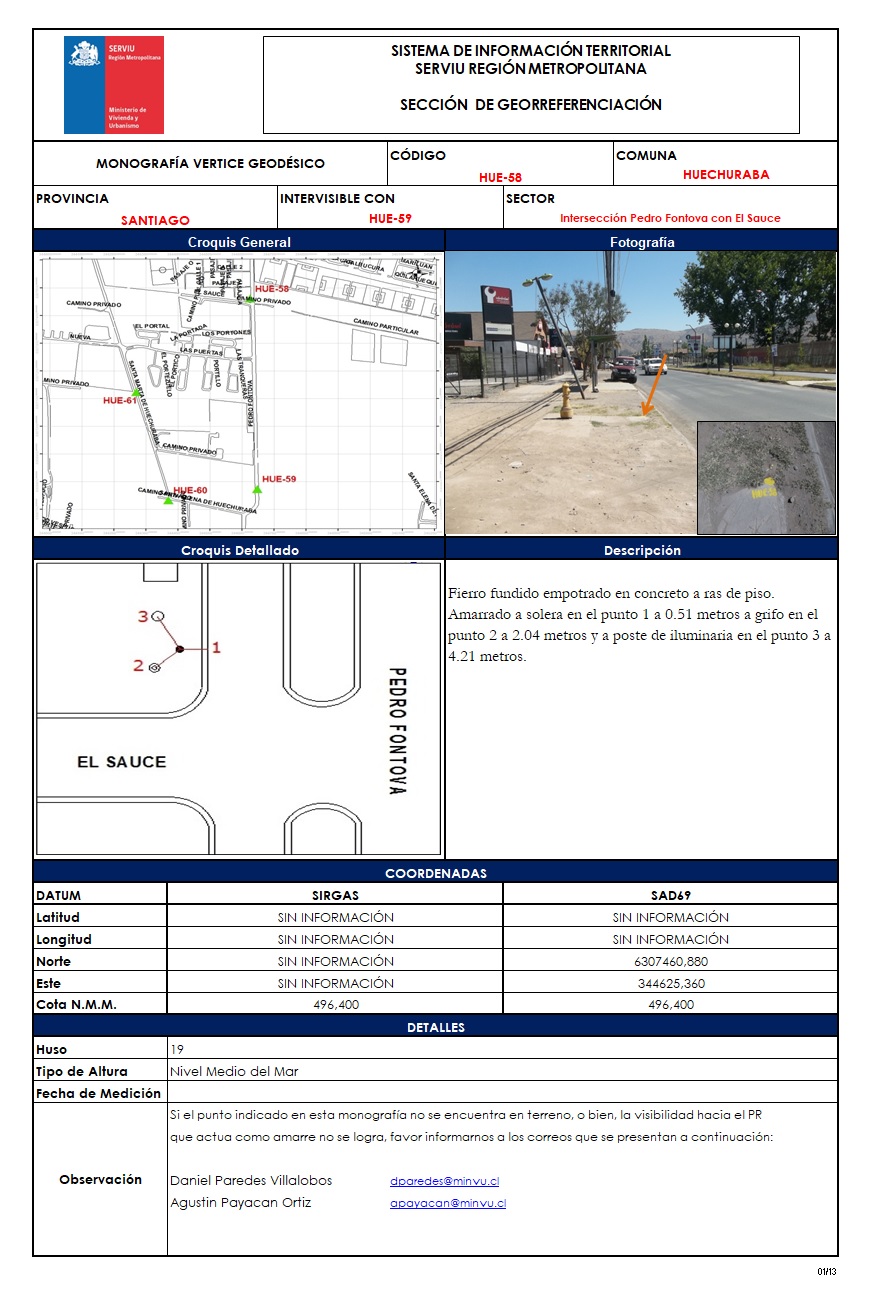 SERVIU
Región Metropolitana
Ministerio de
Vivienda y
Urbanismo
SISTEMA DE INFORMACIÓN TERRITORIAL
SERVIU REGIÓN METROPOLITANA
SECCIÓN DE GEORREFERENCIACIÓN
MONOGRAFÍA VERTICE GEODÉSICO
CÓDIGO
HUE-58
COMUNA
HUECHURABA
PROVINCIA
SANTIAGO
INTERVISIBLE CON
HUE-59
SECTOR
Intersección Pedro Fontova con El Sauce
Croquis General
Fotografía
PASAJE
SAUCE
HUE-58
CAMINO PRIVADO
CAMINO PRIVADO
CAMINO PARTICULAR
EL PORTAL
LA PORTADA
LOS PORTONES
NUEVA
LAS PUERTAS
MINO PRIVADO
EL PORTICO
PORTILLO
LAS TRANQUERAS
PEDRO FONTOVA
SANTA MARTA DE HUECHURABA
HUE-61
CAMINO PRIVADO
HUE-59
HUE-60
HUE-58
Croquis Detallado
Descripción
3
1
2
PEDRO FONTOVA
EL SAUCE
Fierro fundido empotrado en concreto a ras de piso.
Amarrado a solera en el punto 1 a 0.51 metros a grifo en el
punto 2 a 2.04 metros y a poste de iluminaria en el punto 3 a
4.21 metros.
COORDENADAS
DATUM SIRGAS SAD69
Latitud SIN INFORMACIÓN SIN INFORMACIÓN
Longitud SIN INFORMACIÓN SIN INFORMACIÓN
Norte SIN INFORMACIÓN 6307460,880
Este SIN INFORMACIÓN 344625,360
Cota N.M.M. 496,400 496,400
DETALLES
Huso 19
Tipo de Altura Nivel Medio del Mar
Fecha de Medición
Observación
Si el punto indicado en esta monografía no se encuentra en terreno, o bien, la visibilidad hacia el PR
que actua como amarre no se logra, favor informarnos a los correos que se presentan a continuación:
Daniel Paredes Villalobos dparedes@minvu.cl
Agustin Payacan Ortiz apayacan@minvu.cl
01/13